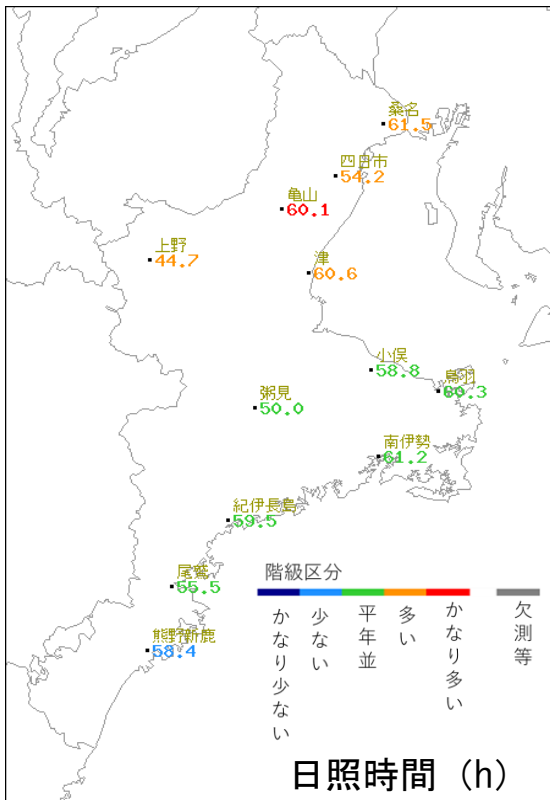 桑名
61.5
四日市
54.2
亀山
60.1
上野
44.7
津
60.6
小俣
58.8
鳥羽
60.3
粥見
50.0
南伊勢
61.2
紀伊長島
59.5
尾鷲
55.5
熊野新鹿
58.4
階級区分
かなり少ない
少ない
平年並
多い
かなり多い
欠測等
日照時間（h）